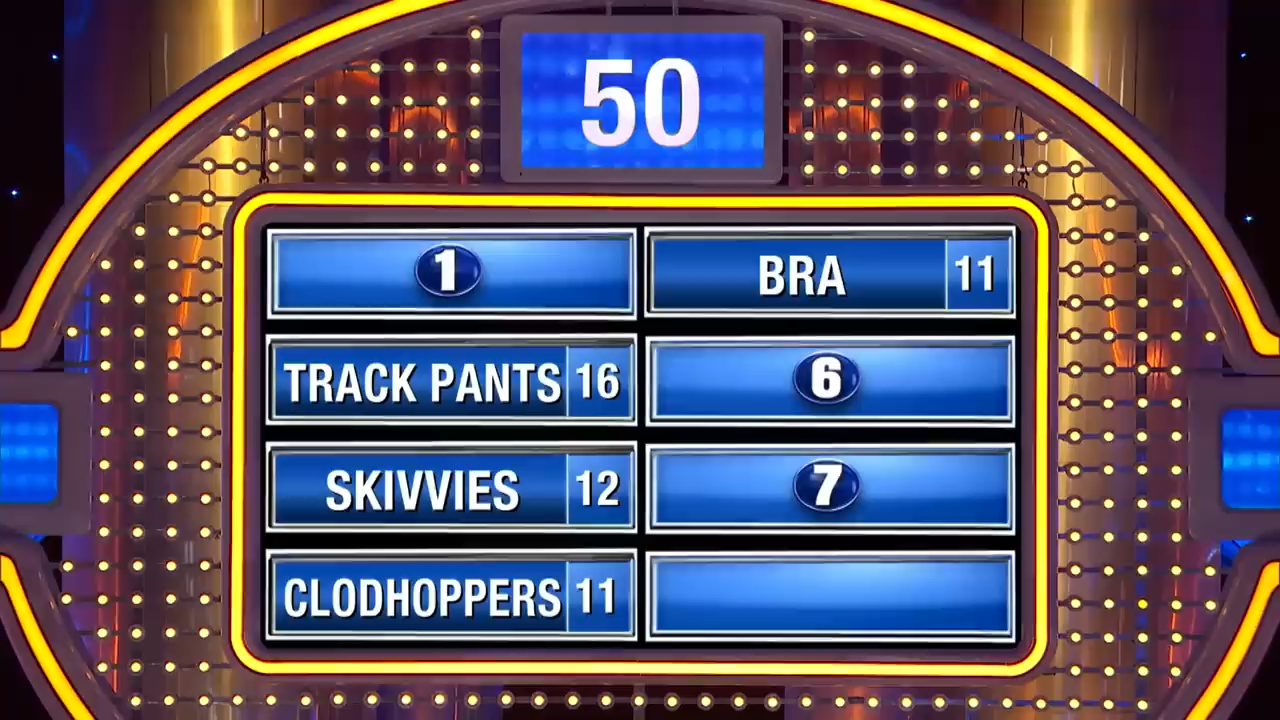 50
1
BRA 11
TRACK PANTS 16
6
SKIVVIES 12
7
CLODHOPPERS 11